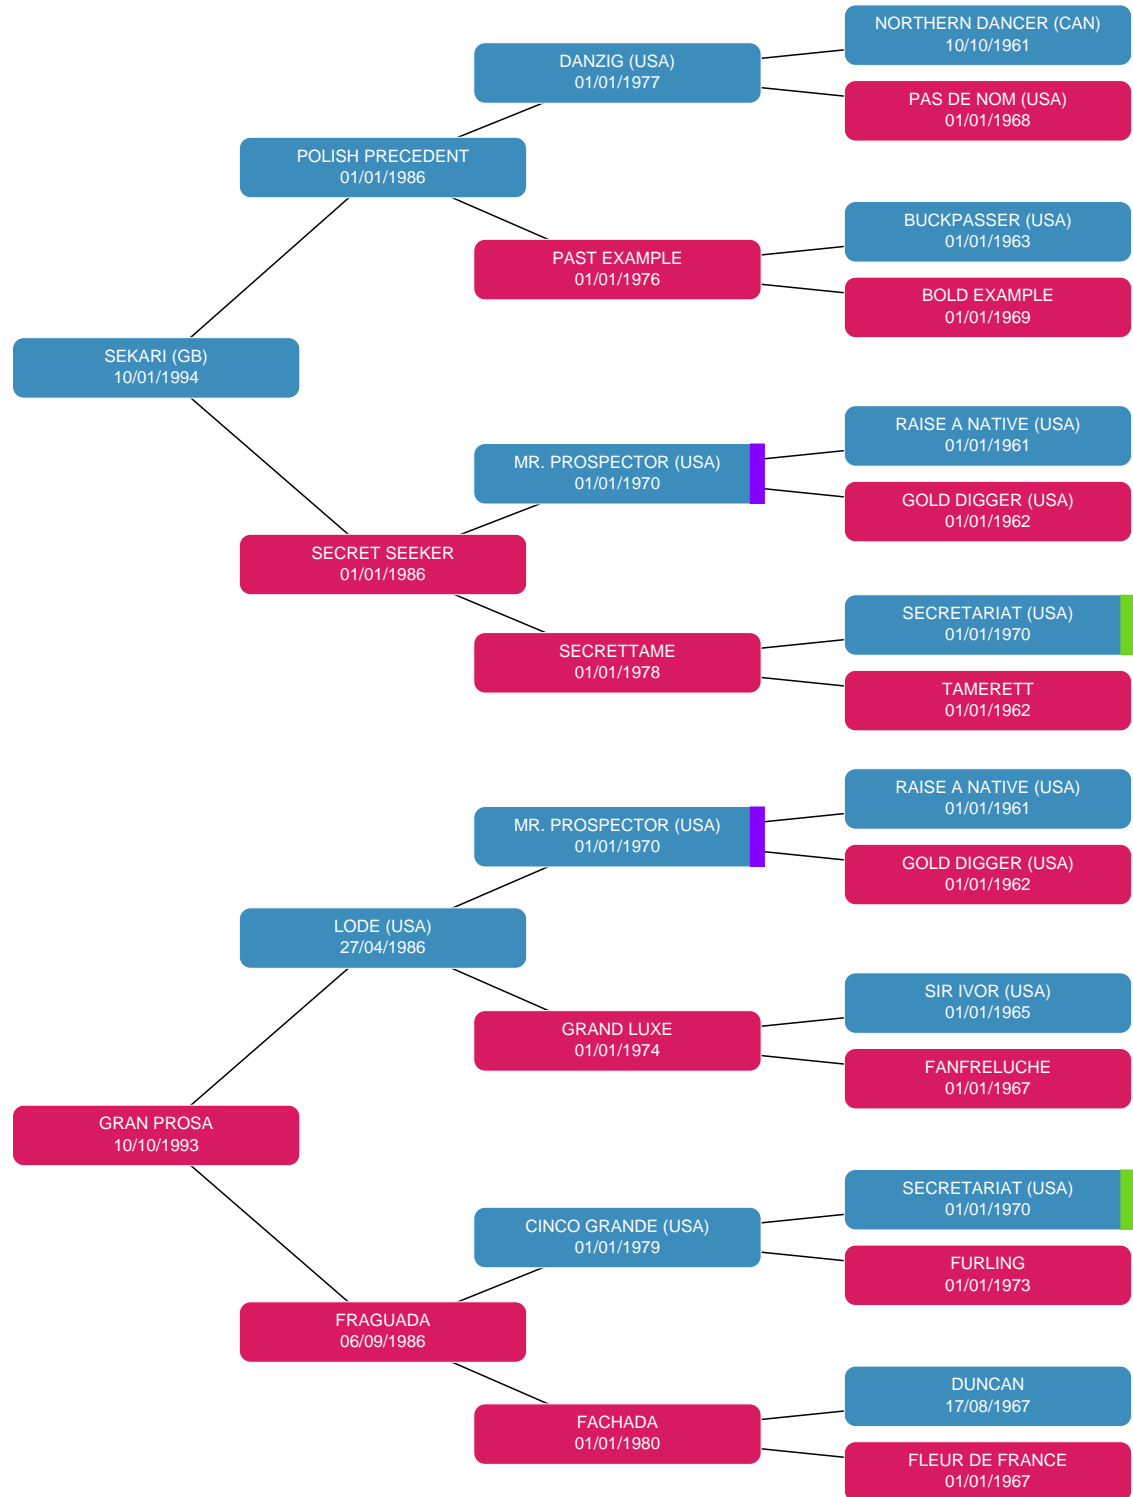 NORTHERN DANCER (CAN)
10/10/1961
DANZIG (USA)
01/01/1977
PAS DE NOM (USA)
01/01/1968
POLISH PRECEDENT
01/01/1986
BUCKPASSER (USA)
01/01/1963
PAST EXAMPLE
01/01/1976
BOLD EXAMPLE
01/01/1969
SEKARI (GB)
10/01/1994
RAISE A NATIVE (USA)
01/01/1961
MR. PROSPECTOR (USA)
01/01/1970
GOLD DIGGER (USA)
01/01/1962
SECRET SEEKER
01/01/1986
SECRETARIAT (USA)
01/01/1970
SECRETTAME
01/01/1978
TAMERETT
01/01/1962
RAISE A NATIVE (USA)
01/01/1961
MR. PROSPECTOR (USA)
01/01/1970
GOLD DIGGER (USA)
01/01/1962
LODE (USA)
27/04/1986
SIR IVOR (USA)
01/01/1965
GRAND LUXE
01/01/1974
FANFRELUCHE
01/01/1967
GRAN PROSA
10/10/1993
SECRETARIAT (USA)
01/01/1970
CINCO GRANDE (USA)
01/01/1979
FURLING
01/01/1973
FRAGUADA
06/09/1986
DUNCAN
17/08/1967
FACHADA
01/01/1980
FLEUR DE FRANCE
01/01/1967